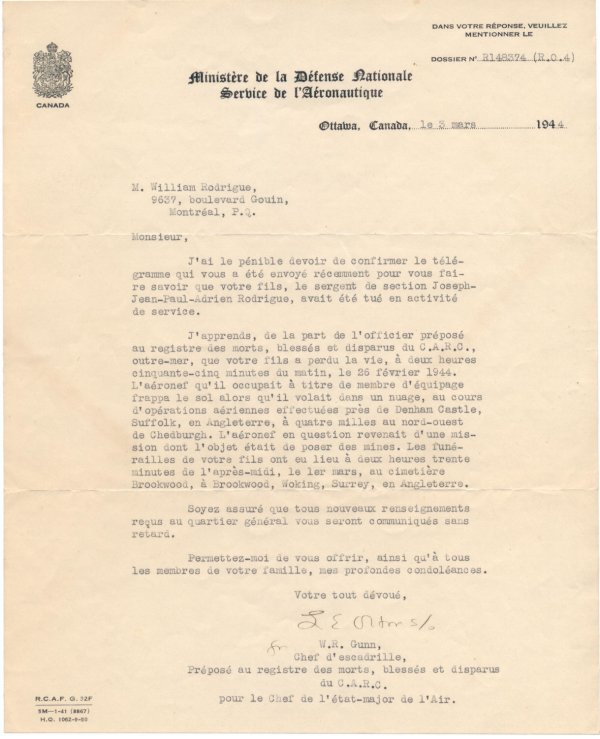 DANS VOTRE RÉPONSE, VEUILLEZ
MENTIONNER LE
DOSSIER N° R148374 (R.O.4)
CANADA
Ministère de la Défense Nationale
Service de l'Aéronautique
Ottawa, Canada, le 3 mars 1944
M. William Rodrigue,
9637, boulevard Gouin,
Montréal, P.Q.
Monsieur,
J'ai le pénible devoir de confirmer le télé-
gramme qui vous a été envoyé récemment pour vous fai-
re savoir que votre fils, le sergent de section Joseph-
Jean-Paul-Adrien Rodrigue, avait été tué en activité
de service.
J'apprends, de la part de l'officier préposé
au registre des morts, blessés et disparus du C.A.R.C.,
outre-mer, que votre fils a perdu la vie, à deux heures
cinquante-cinq minutes du matin, le 26 février 1944.
L'aéronef qu'il occupait à titre de membre d'équipage
frappa le sol alors qu'il volait dans un nuage, au cours
d'opérations aériennes effectuées près de Denham Castle,
Suffolk, en Angleterre, à quatre milles au nord-ouest
de Chedburgh. L'aéronef en question revenait d'une mis-
sion dont l'objet était de poser des mines. Les funé-
railles de votre fils ont eu lieu à deux heures trente
minutes de l'après-midi, le 1er mars, au cimetière
Brookwood, à Brookwood, Woking, Surrey, en Angleterre.
Soyez assuré que tous nouveaux renseignements
reçus au quartier général vous seront communiqués sans
retard.
Permettez-moi de vous offrir, ainsi qu'à tous
les membres de votre famille, mes profondes condoléances.
Votre tout dévoué,
for W.R. Gunn,
Chef d'escadrille,
Préposé au registre des morts, blessés et disparus
du C.A.R.C.
pour le Chef de l'état-major de l'Air.
R.C.A.F. G. 32F
5M—1-41 (8867)
H.Q. 1062-9-50